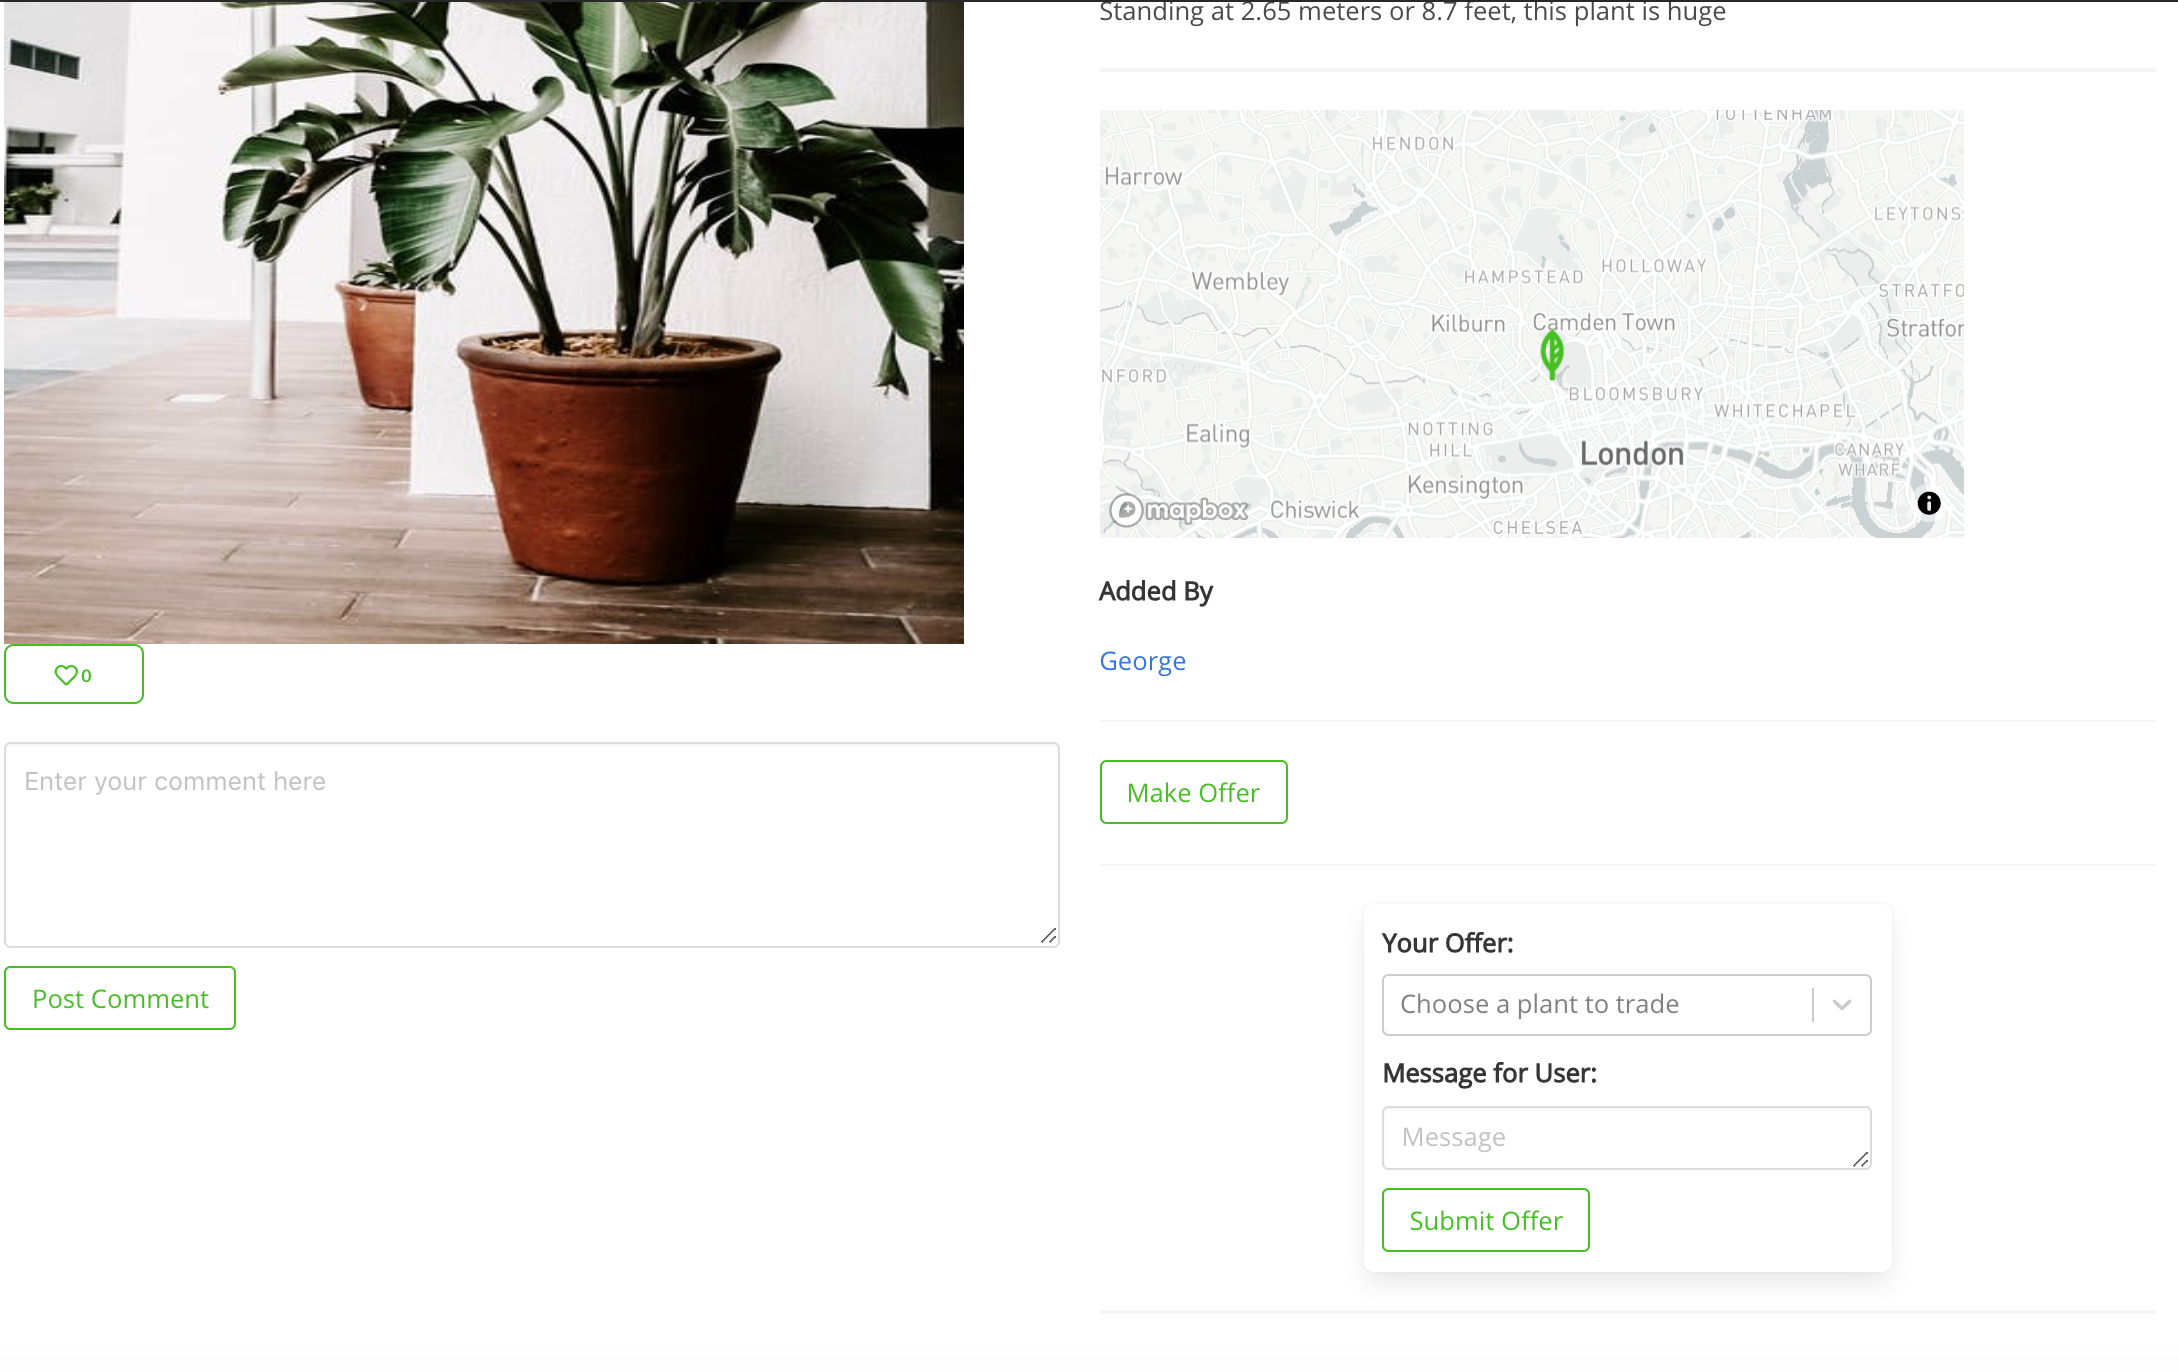 Standing at 2.65 meters or 8.7 feet, this plant is huge
TOTTENHAM
HENDON
Harrow
LEYTONS
Wembley
HAMPSTEAD
HOLLOWAY
STRATFO
Kilburn
Camden Town
Stratfor
NFORD
BLOOMSBURY
WHITECHAPEL
Ealing
NOTTING
HILL
London
CANARY
WHARF
Kensington
mapbox
Chiswick
CHELSEA
Added By
George
0
Enter your comment here
Post Comment
Make Offer
Your Offer:
Choose a plant to trade
Message for User:
Message
Submit Offer